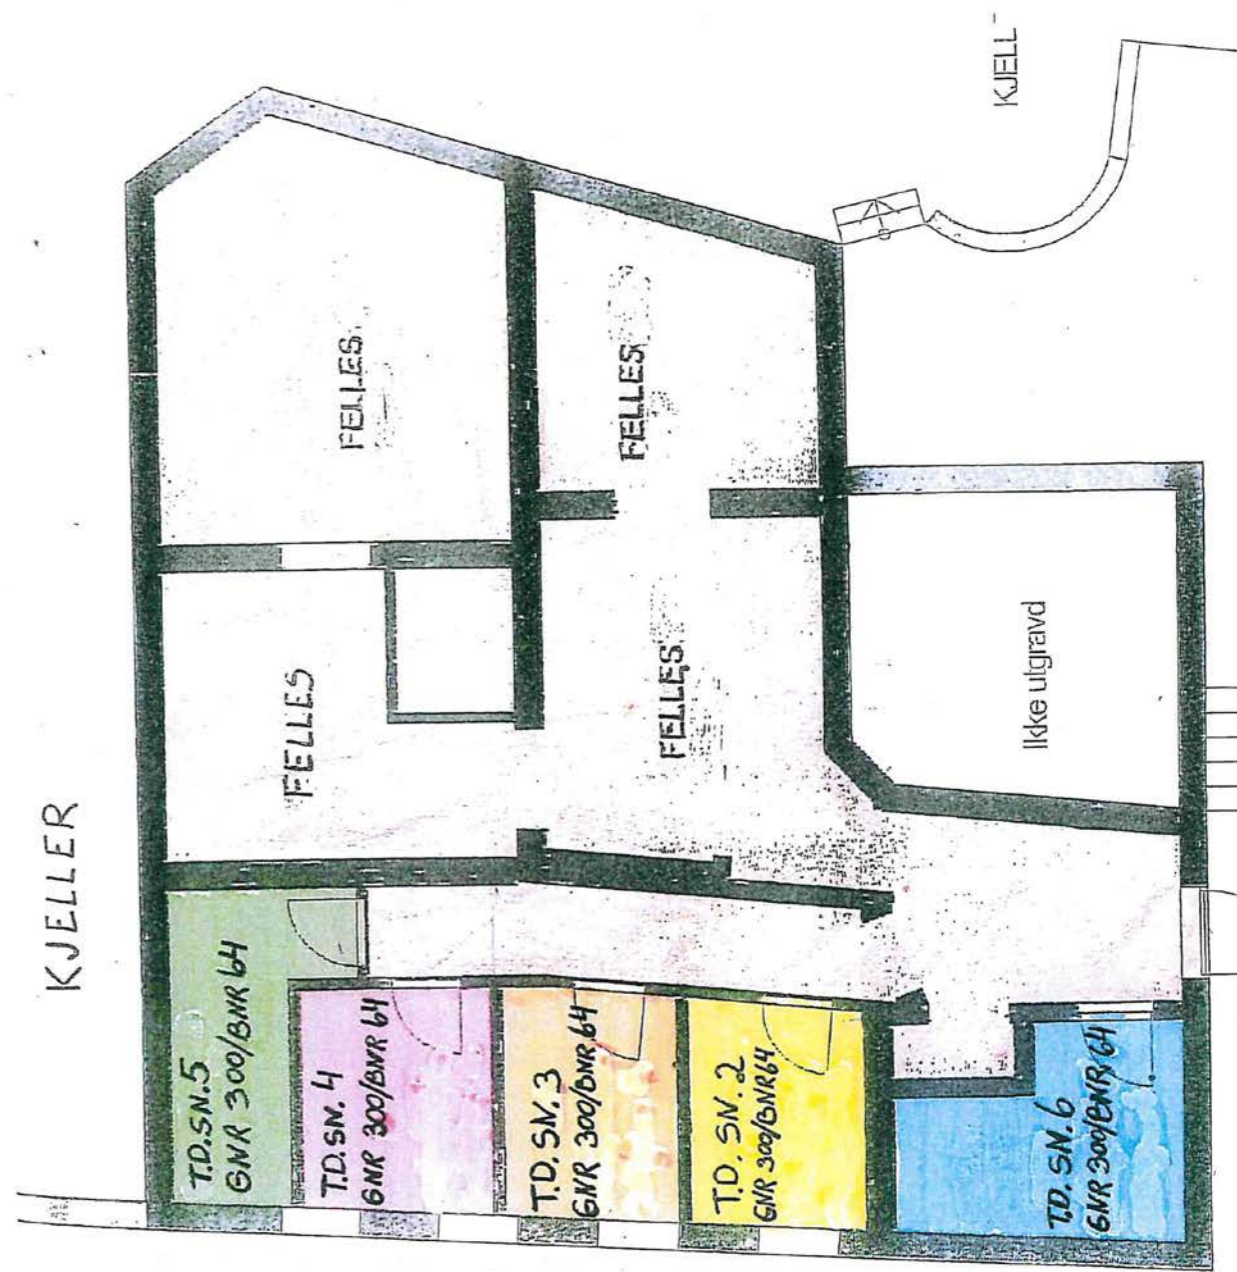 KJELLER
KJELL
FELLES
FELLES
FELLES
FELLES
Ikke utgravd
T.D.SN.5
GNR 300/BNR 64
T.D.SN. 4
GNR 300/BNR 64
T.D. SN. 3
GNR 300/BNR 64
T.D. SN. 2
GNR 300/BNR64
T.D. SN. 6
GNR 300/BNR 64